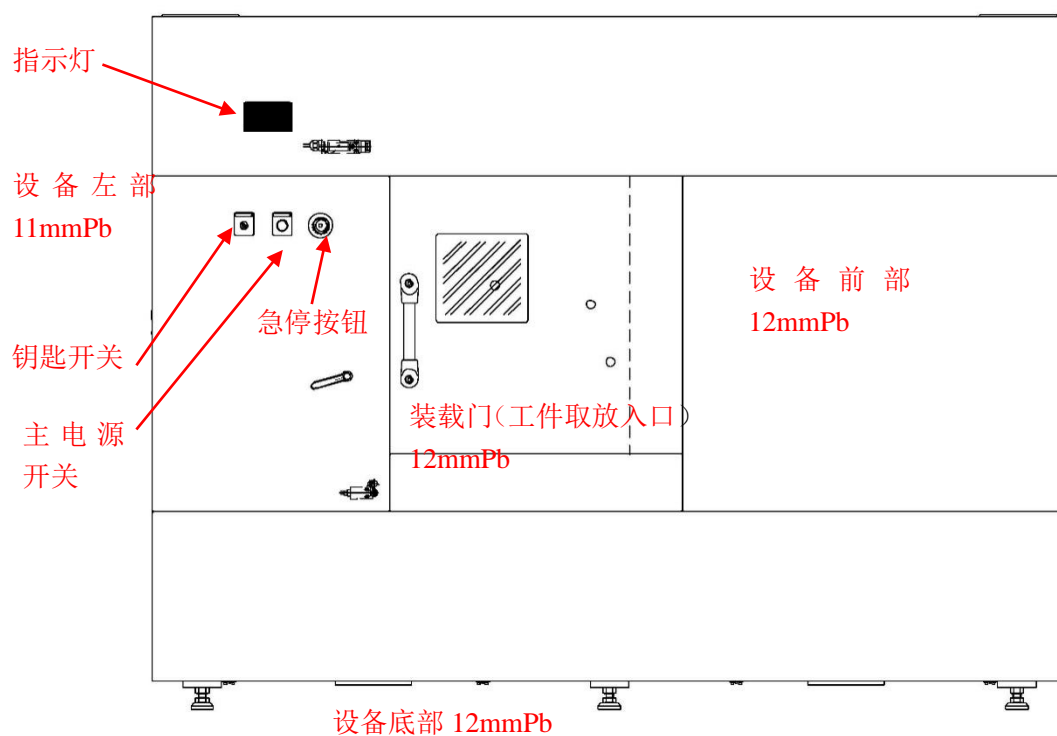 指示灯
设备左部
11mmPb
设备前部
12mmPb
急停按钮
钥匙开关
装载门（工件取放入口）
12mmPb
主电源
开关
设备底部 12mmPb